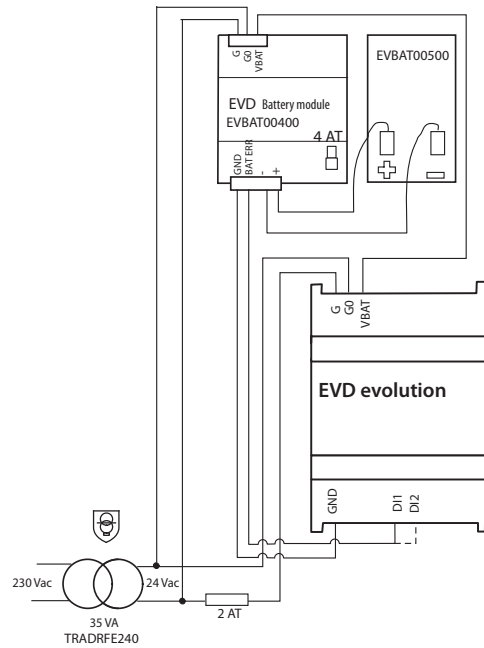 G
G0
VBAT
EVD Battery module
EVBAT00400
4 AT
GND
BAT ERR
-
+
EVBAT00500
G
G0
VBAT
EVD evolution
GND
DI1
DI2
230 Vac
24 Vac
35 VA
TRADRFE240
2 AT